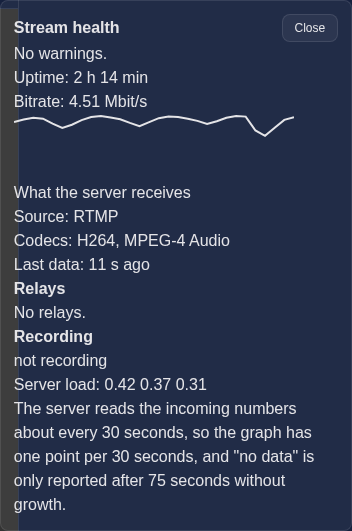 Stream health
Close
No warnings.
Uptime: 2 h 14 min
Bitrate: 4.51 Mbit/s
What the server receives
Source: RTMP
Codecs: H264, MPEG-4 Audio
Last data: 11 s ago
Relays
No relays.
Recording
not recording
Server load: 0.42 0.37 0.31
The server reads the incoming numbers
about every 30 seconds, so the graph has
one point per 30 seconds, and "no data" is
only reported after 75 seconds without
growth.